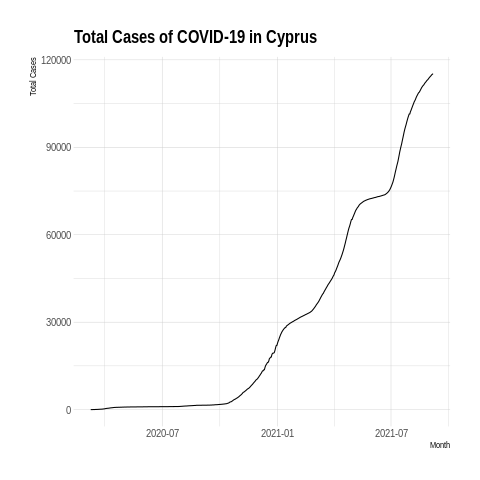 Total Cases of COVID-19 in Cyprus
Total Cases
120000
90000
60000
30000
0
2020-07
2021-01
2021-07
Month